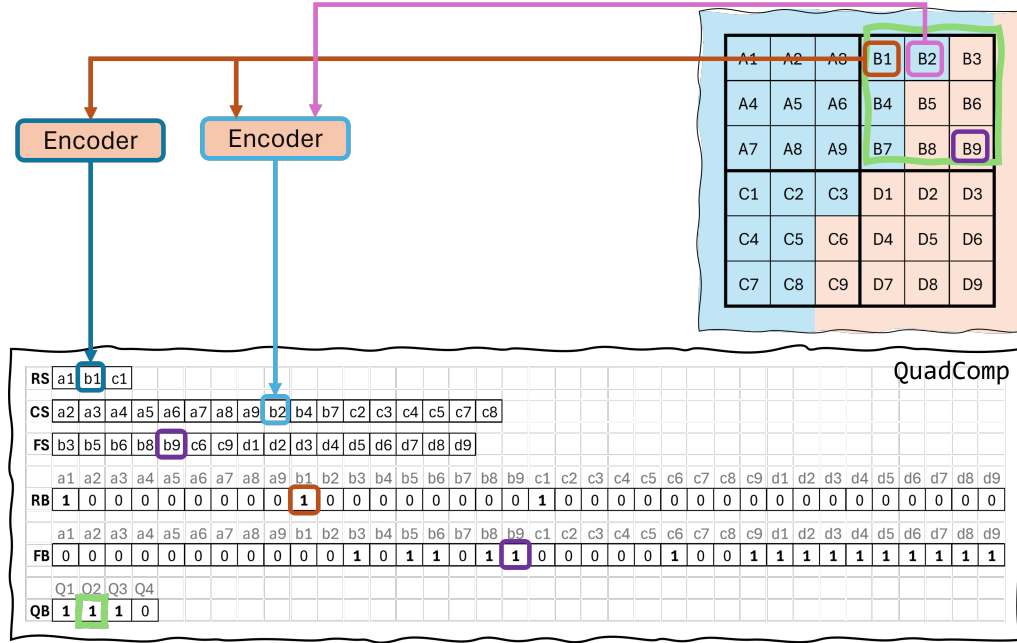 A1 A2 A3 B1 B2 B3
A4 A5 A6 B4 B5 B6
Encoder Encoder
A7 A8 A9 B7 B8 B9
C1 C2 C3 D1 D2 D3
C4 C5 C6 D4 D5 D6
C7 C8 C9 D7 D8 D9
QuadComp
RS a1 b1 c1
CS a2 a3 a4 a5 a6 a7 a8 a9 b2 b4 b7 c2 c3 c4 c5 c7 c8
FS b3 b5 b6 b8 b9 c6 c9 d1 d2 d3 d4 d5 d6 d7 d8 d9
a1 a2 a3 a4 a5 a6 a7 a8 a9 b1 b2 b3 b4 b5 b6 b7 b8 b9 c1 c2 c3 c4 c5 c6 c7 c8 c9 d1 d2 d3 d4 d5 d6 d7 d8 d9
RB 1 0 0 0 0 0 0 0 0 1 0 0 0 0 0 0 0 0 1 0 0 0 0 0 0 0 0 0 0 0 0 0 0 0 0 0
a1 a2 a3 a4 a5 a6 a7 a8 a9 b1 b2 b3 b4 b5 b6 b7 b8 b9 c1 c2 c3 c4 c5 c6 c7 c8 c9 d1 d2 d3 d4 d5 d6 d7 d8 d9
FB 0 0 0 0 0 0 0 0 0 0 0 1 0 1 1 0 1 1 0 0 0 0 0 1 0 0 1 1 1 1 1 1 1 1 1 1
Q1 Q2 Q3 Q4
QB 1 1 1 0